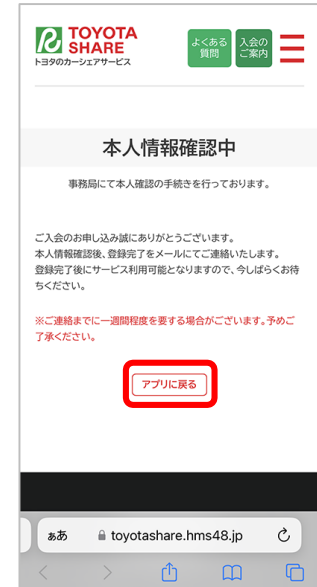 TOYOTA
SHARE
トヨタのカーシェアサービス
よくある
質問
入会の
ご案内
本人情報確認中
事務局にて本人確認の手続きを行っております。
ご入会のお申し込み誠にありがとうございます。
本人情報確認後、登録完了をメールにてご連絡いたします。
登録完了後にサービス利用可能となりますので、今しばらくお待
ちください。
※ご連絡までに一週間程度を要する場合がございます。予めご
了承ください。
アプリに戻る
ぁあ
toyotashare.hms48.jp